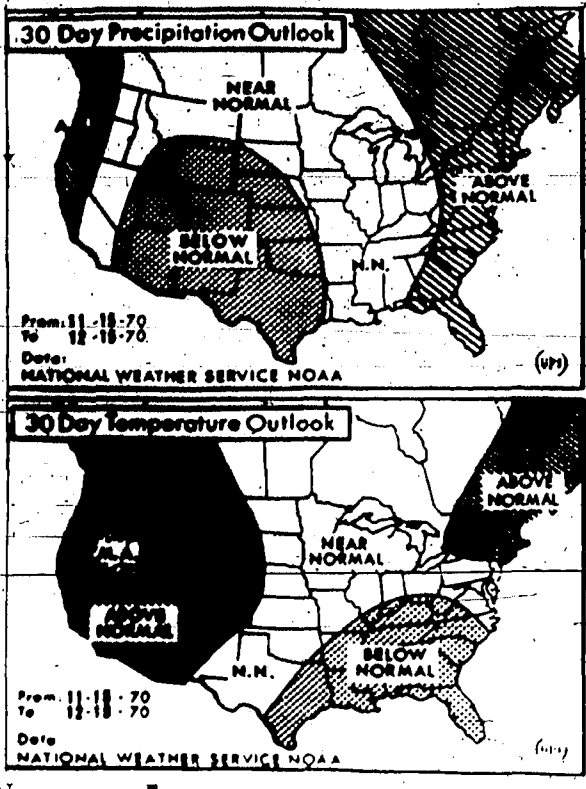 30 Day Precipitation Outlook
NEAR
NORMAL
ABOVE
NORMAL
BELOW
NORMAL
N.N.
From: 11-15-70
To 12-15-70
Data:
NATIONAL WEATHER SERVICE NOAA
(UPI)
30 Day Temperature Outlook
ABOVE
NORMAL
NEAR
NORMAL
ABOVE
NORMAL
BELOW
NORMAL
N.N.
From: 11-15-70
To 12-15-70
Data
NATIONAL WEATHER SERVICE NOAA